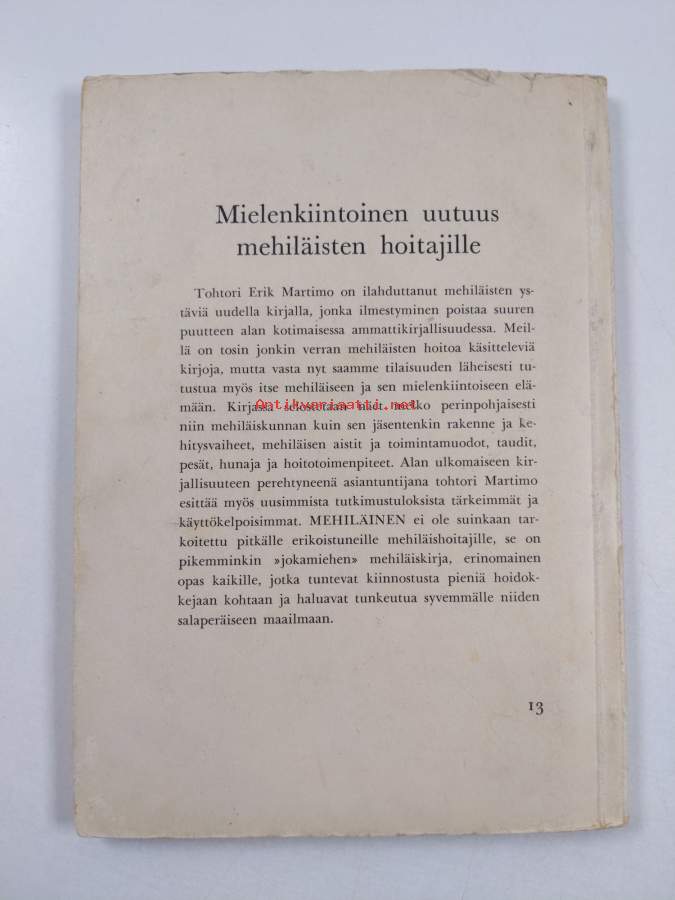 Mielenkiintoinen uutuus
mehiläisten hoitajille
Tohtori Erik Martimo on ilahduttanut mehiläisten ys-
täviä uudella kirjalla, jonka ilmestyminen poistaa suuren
puutteen alan kotimaisessa ammattikirjallisuudessa. Meil-
lä on tosin jonkin verran mehiläisten hoitoa käsitteleviä
kirjoja, mutta vasta nyt saamme tilaisuuden läheisesti tu-
tustua myös itse mehiläiseen ja sen mielenkiintoiseen elä-
mään. Kirjassa selostetaan näet melko perinpohjaisesti
Antikvariaatti.net
niin mehiläiskunnan kuin sen jäsentenkin rakenne ja ke-
hitysvaiheet, mehiläisen aistit ja toimintamuodot, taudit,
pesät, hunaja ja hoitotoimenpiteet. Alan ulkomaiseen kir-
jallisuuteen perehtyneenä asiantuntijana tohtori Martimo
esittää myös uusimmista tutkimustuloksista tärkeimmät ja
käyttökelpoisimmat. MEHILÄINEN ei ole suinkaan tar-
koitettu pitkälle erikoistuneille mehiläishoitajille, se on
pikemminkin »jokamiehen» mehiläiskirja, erinomainen
opas kaikille, jotka tuntevat kiinnostusta pieniä hoidok-
kejaan kohtaan ja haluavat tunkeutua syvemmälle niiden
salaperäiseen maailmaan.
13